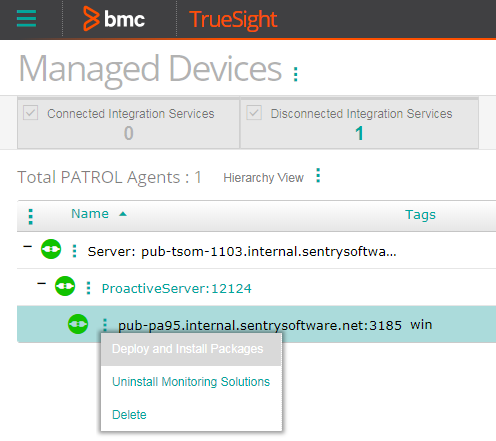 bmc TrueSight
Managed Devices
Connected Integration Services
0
Disconnected Integration Services
1
Total PATROL Agents : 1 Hierarchy View
Name Tags
Server: pub-tsom-1103.internal.sentrysoftwa...
ProactiveServer:12124
pub-pa95.internal.sentrysoftware.net:3185 win
Deploy and Install Packages
Uninstall Monitoring Solutions
Delete